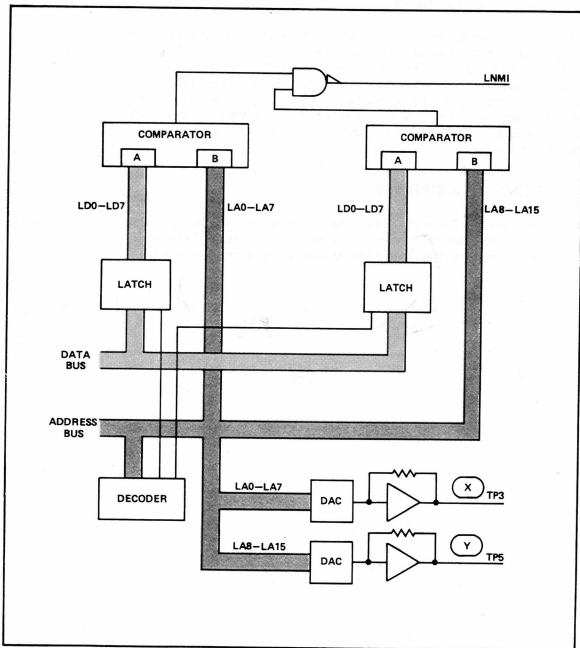 LNMI
COMPARATOR
A
B
COMPARATOR
A
B
LD0–LD7
LA0–LA7
LD0–LD7
LA8–LA15
LATCH
LATCH
DATA
BUS
ADDRESS
BUS
DECODER
LA0–LA7
DAC
X
TP3
LA8–LA15
DAC
Y
TP5